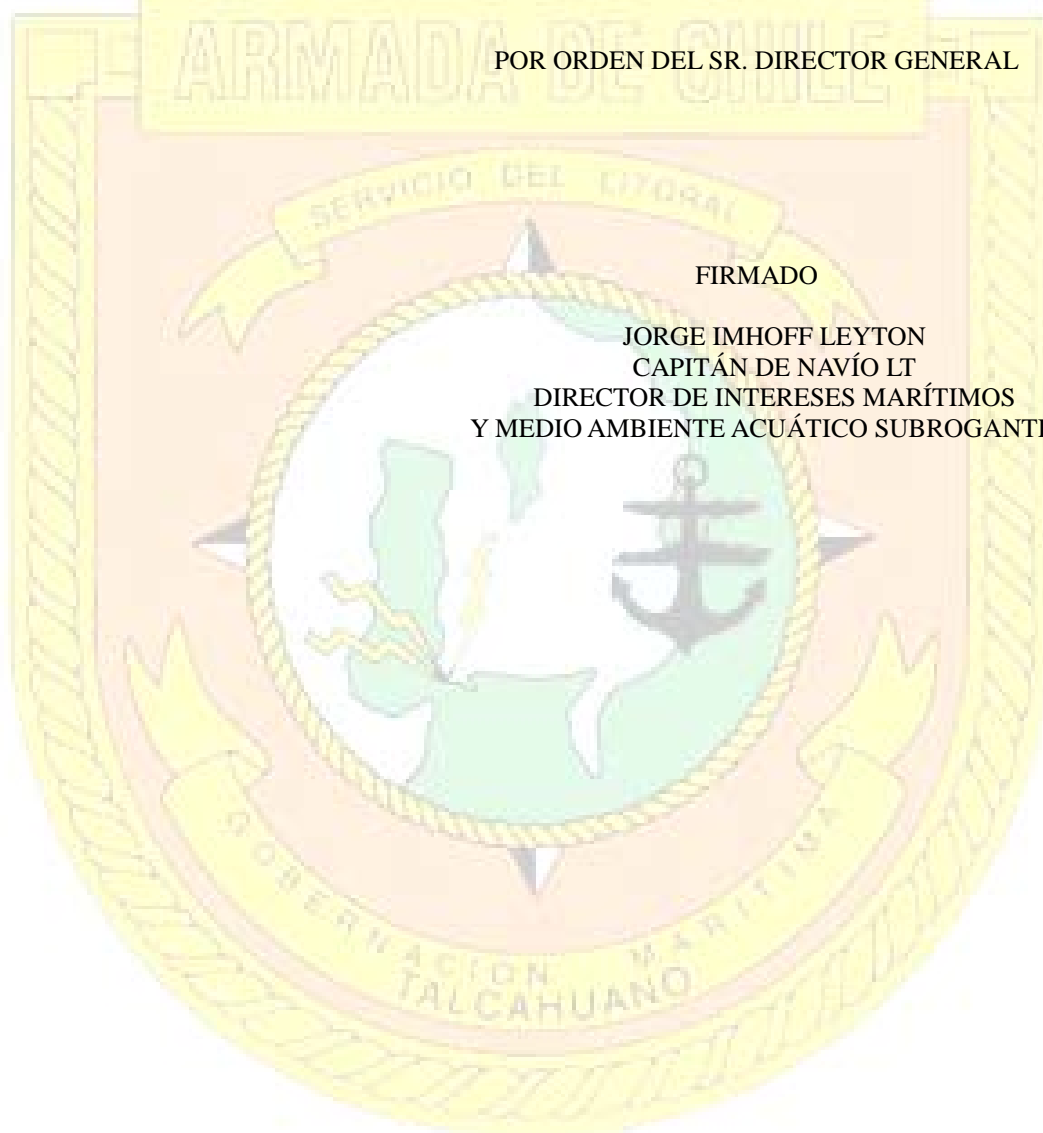 ARMADA DE CHILE
POR ORDEN DEL SR. DIRECTOR GENERAL
SERVICIO DEL LITORAL
FIRMADO
JORGE IMHOFF LEYTON
CAPITÁN DE NAVÍO LT
DIRECTOR DE INTERESES MARÍTIMOS
Y MEDIO AMBIENTE ACUÁTICO SUBROGANTE
GOBERNACION MARITIMA
TALCAHUANO